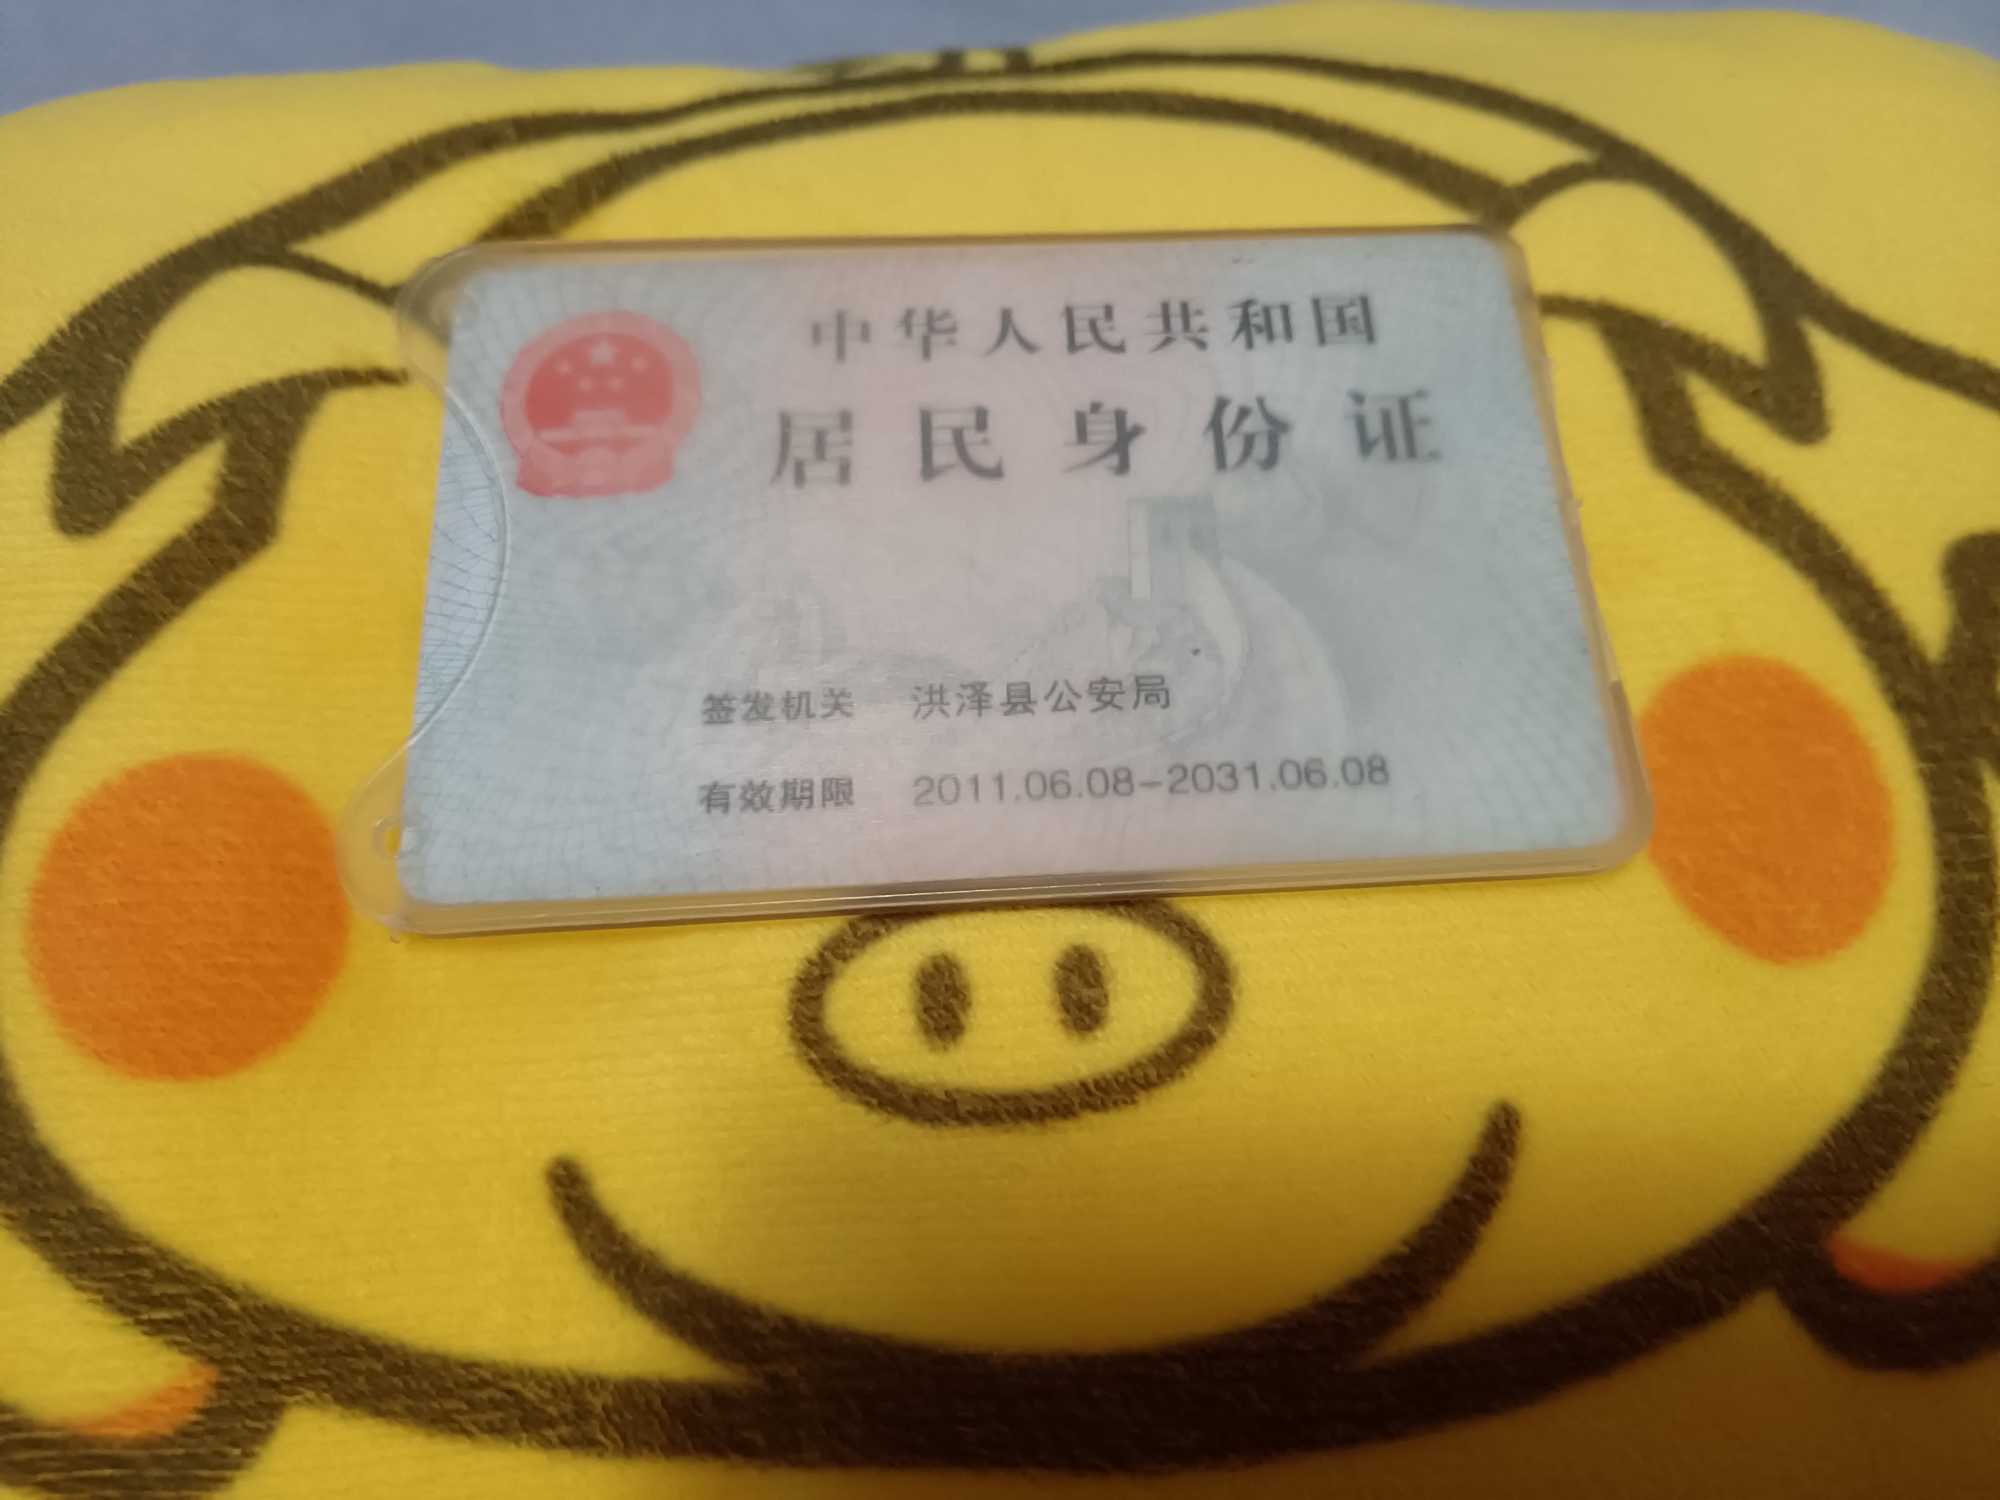 中华人民共和国
居民身份证
签发机关 洪泽县公安局
有效期限 2011.06.08-2031.06.08